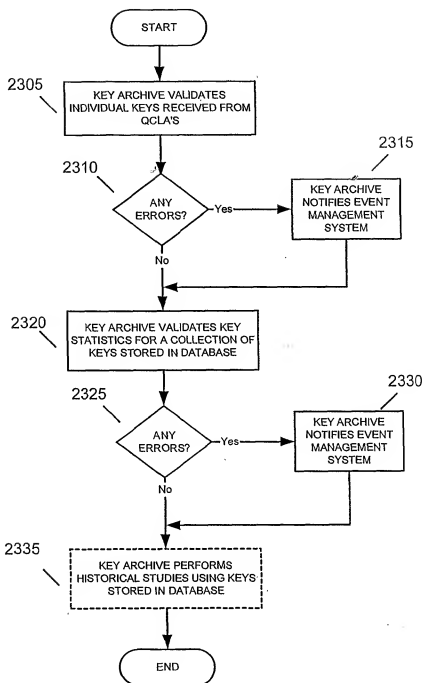 START
2305
KEY ARCHIVE VALIDATES
INDIVIDUAL KEYS RECEIVED FROM
QCLA'S
2310
ANY
ERRORS?
Yes
2315
KEY ARCHIVE
NOTIFIES EVENT
MANAGEMENT
SYSTEM
No
2320
KEY ARCHIVE VALIDATES KEY
STATISTICS FOR A COLLECTION OF
KEYS STORED IN DATABASE
2325
ANY
ERRORS?
Yes
2330
KEY ARCHIVE
NOTIFIES EVENT
MANAGEMENT
SYSTEM
No
2335
KEY ARCHIVE PERFORMS
HISTORICAL STUDIES USING KEYS
STORED IN DATABASE
END